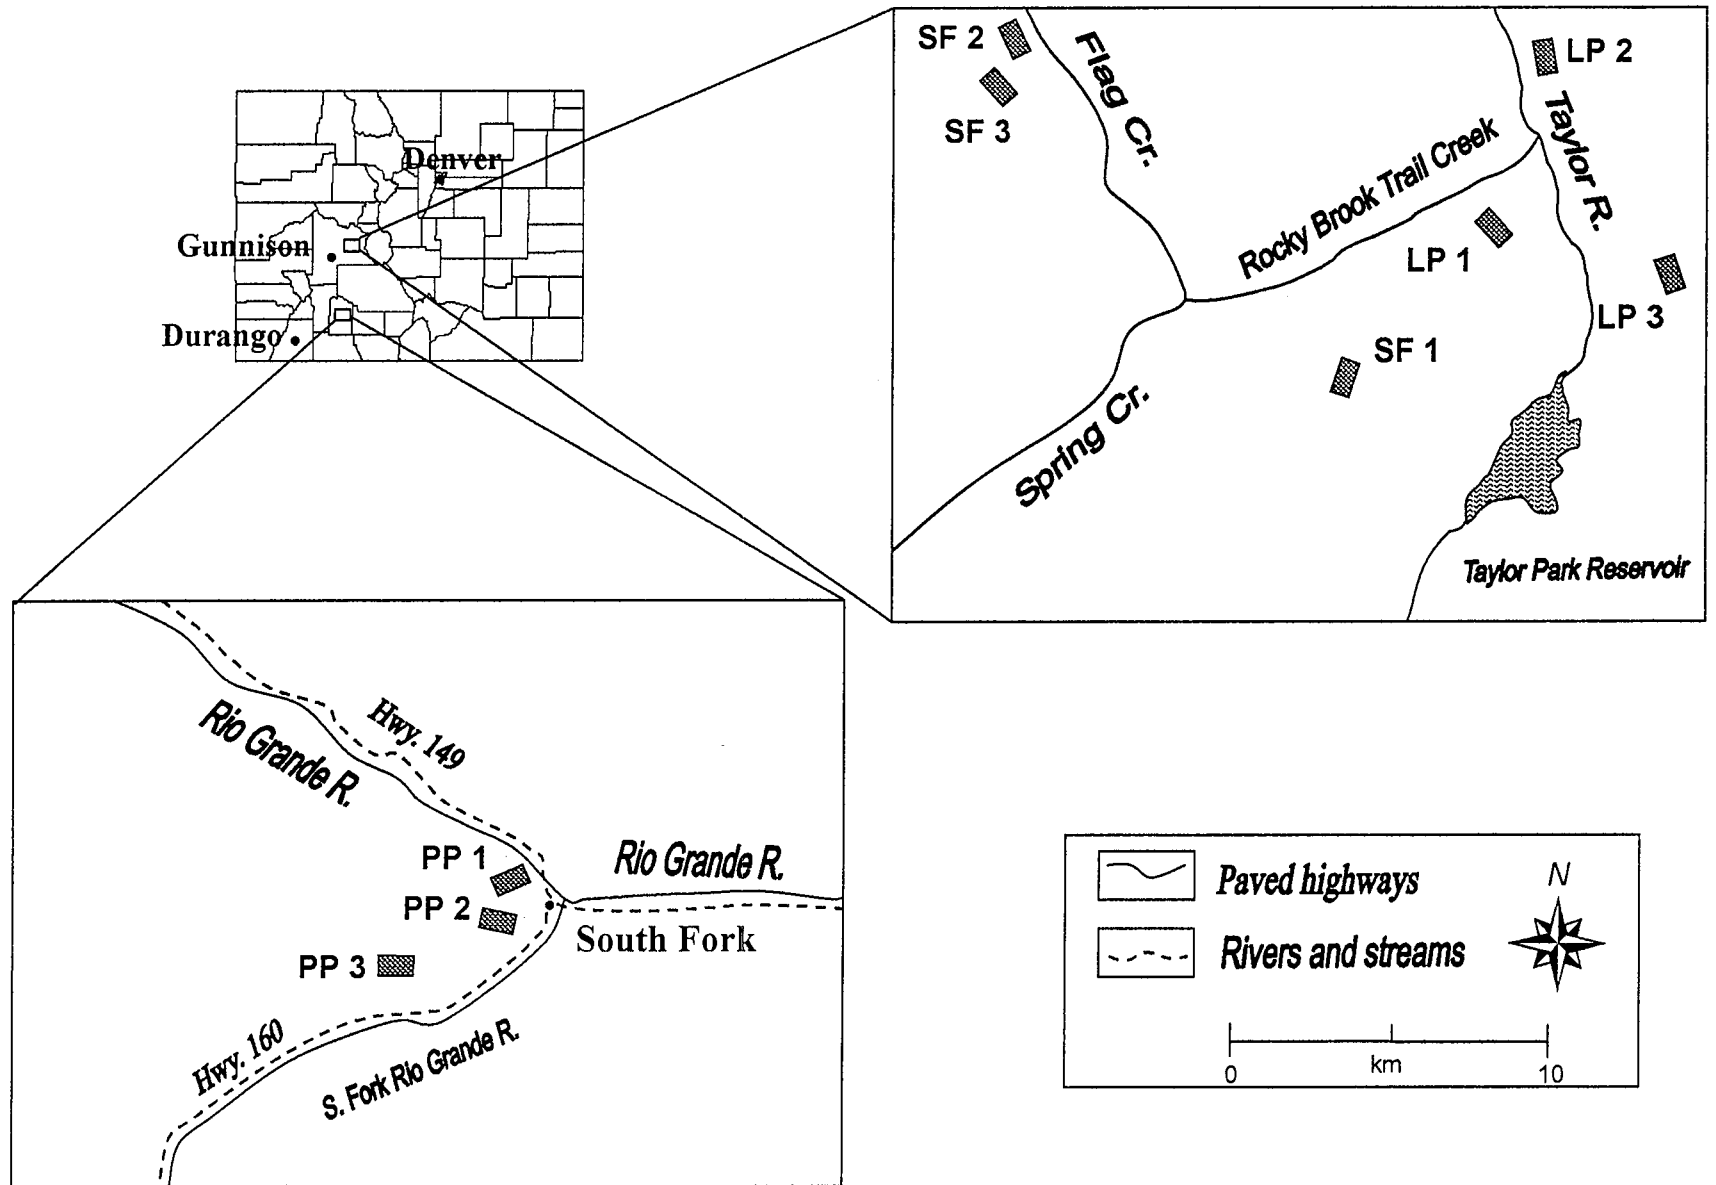 Denver
Gunnison
Durango
SF 2
SF 3
Flag Cr.
LP 2
Taylor R.
Rocky Brook Trail Creek
LP 1
LP 3
SF 1
Spring Cr.
Taylor Park Reservoir
Hwy. 149
Rio Grande R.
PP 1
PP 2
PP 3
Rio Grande R.
South Fork
Hwy. 160
S. Fork Rio Grande R.
Paved highways
Rivers and streams
N
km
0 10